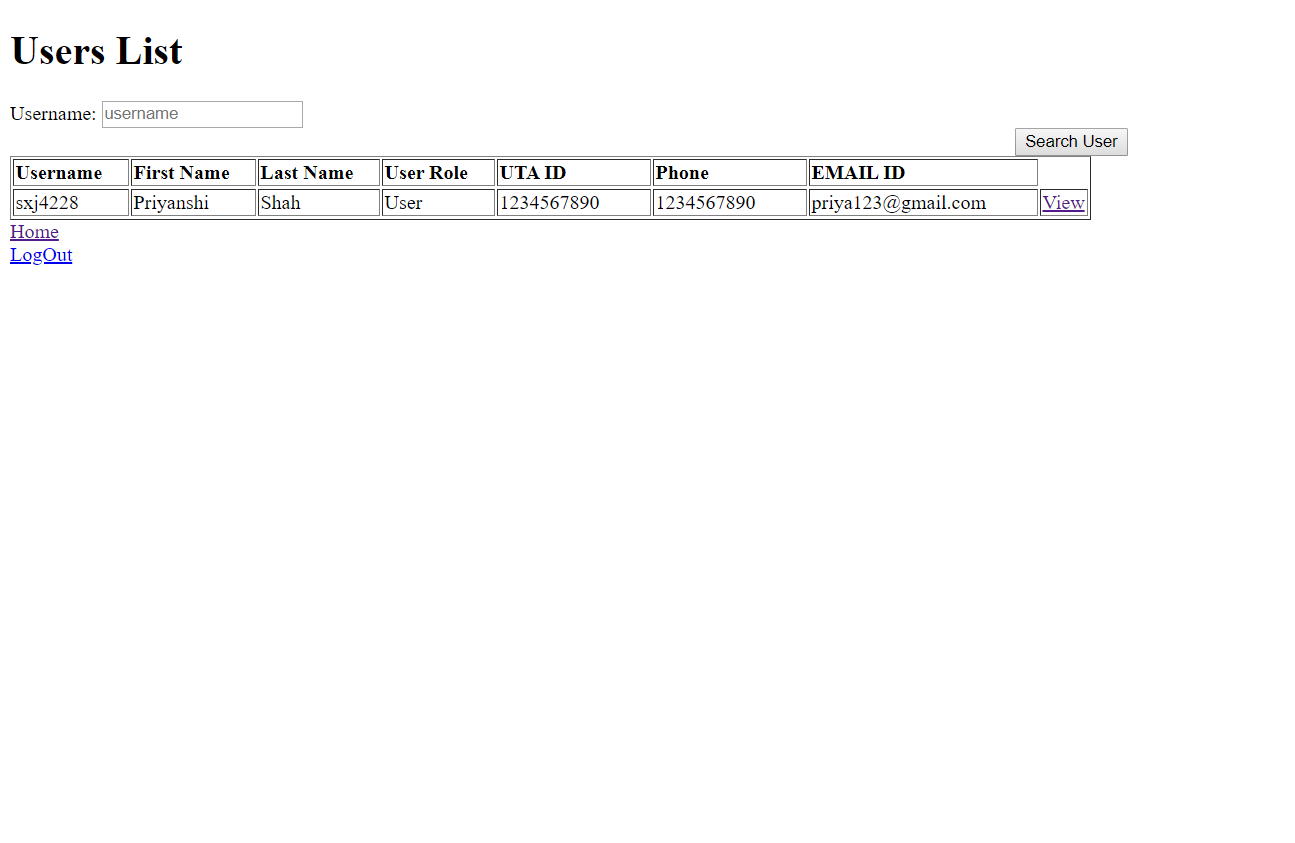 Users List
Username: username
Search User
Username First Name Last Name User Role UTA ID Phone EMAIL ID
sxj4228 Priyanshi Shah User 1234567890 1234567890 priya123@gmail.com View
Home
LogOut